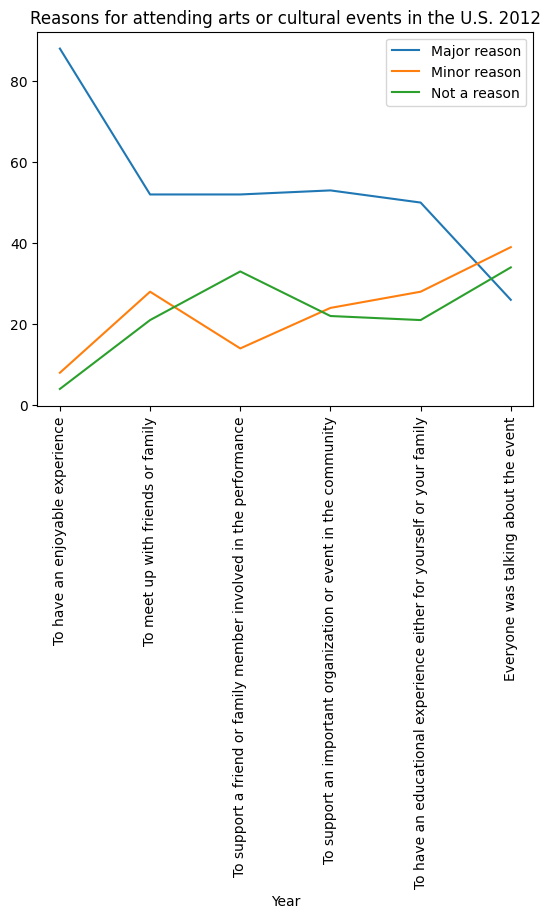 Reasons for attending arts or cultural events in the U.S. 2012
Major reason
Minor reason
Not a reason
80
60
40
20
0
To have an enjoyable experience
To meet up with friends or family
To support a friend or family member involved in the performance
To support an important organization or event in the community
To have an educational experience either for yourself or your family
Everyone was talking about the event
Year